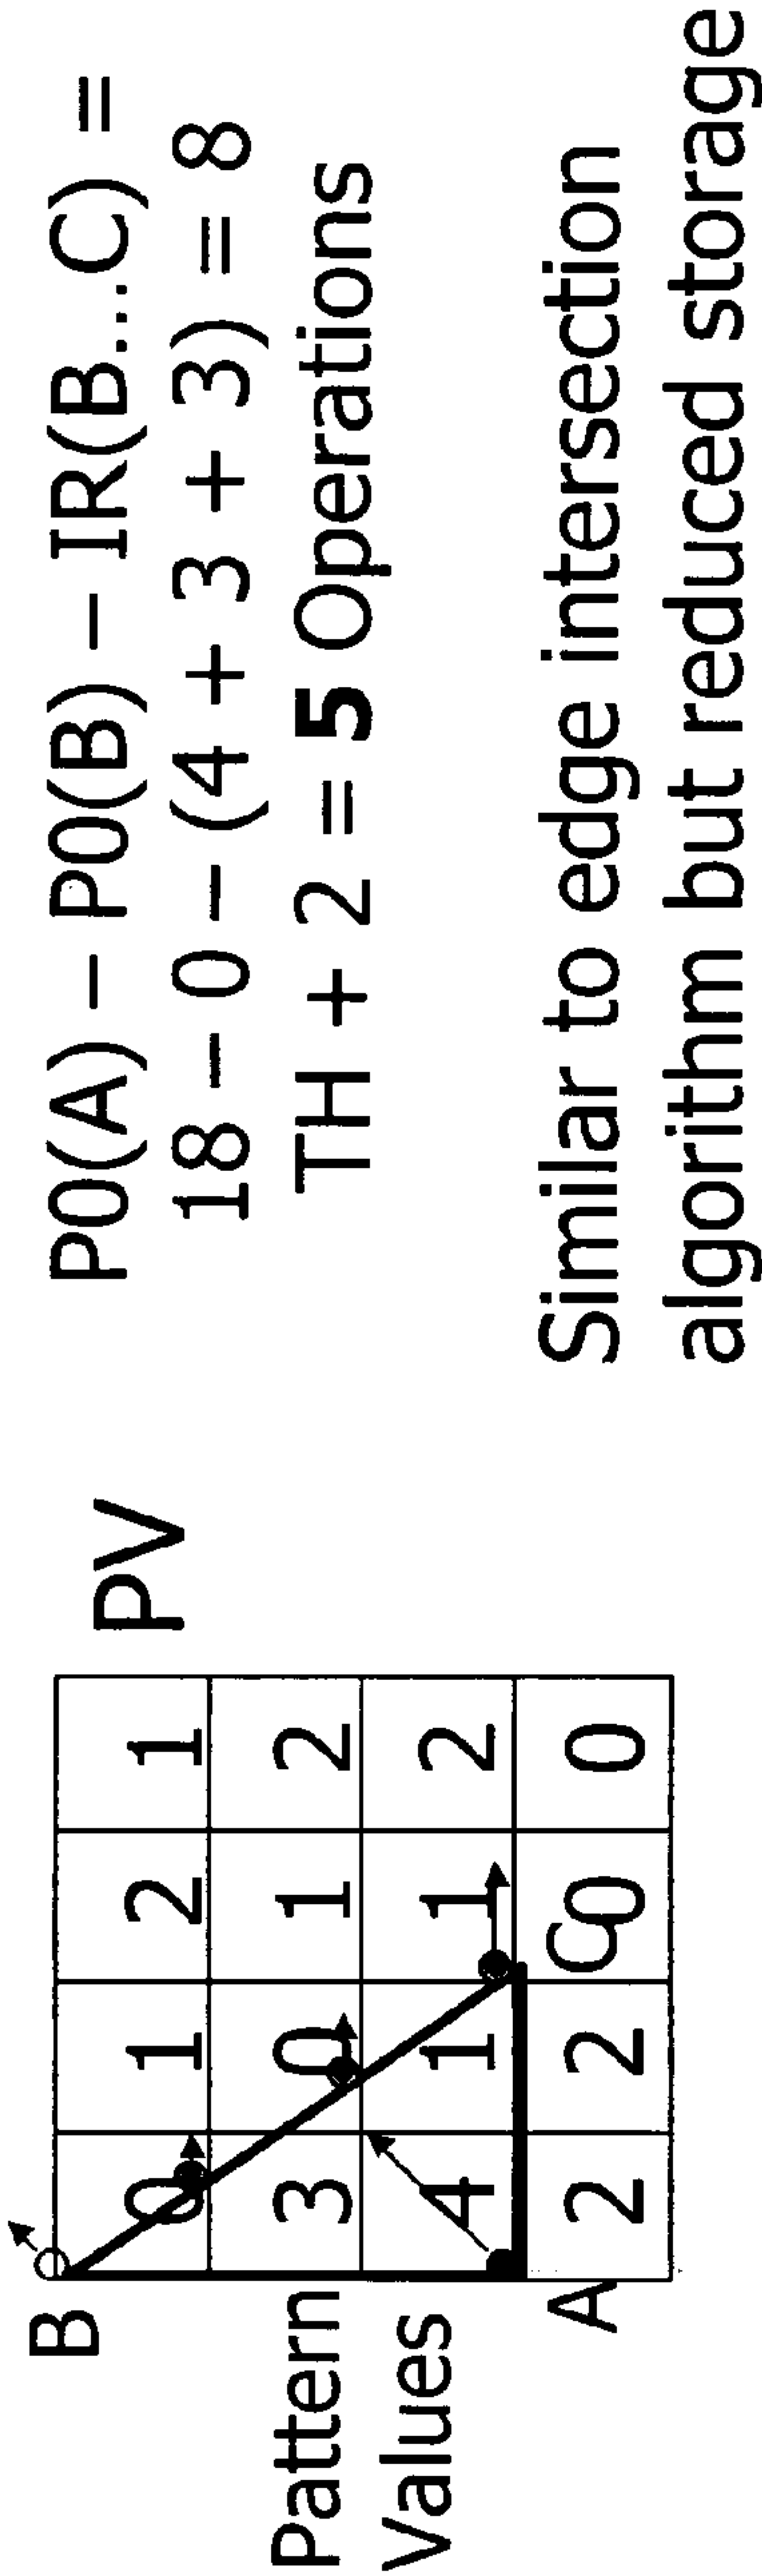 B
PV
0 1 2 1
Pattern
Values
3 0 1 2
4 1 1 2
A C
2 2 0 0
P0(A) – P0(B) – IR(B...C) =
18 – 0 – (4 + 3 + 3) = 8
TH + 2 = 5 Operations
Similar to edge intersection
algorithm but reduced storage